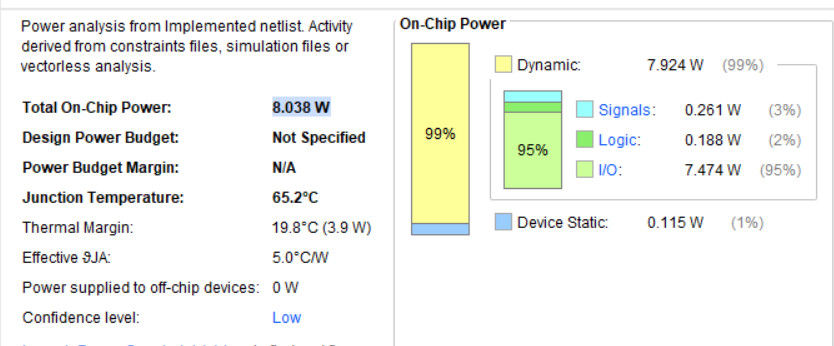 Power analysis from Implemented netlist. Activity
derived from constraints files, simulation files or
vectorless analysis.
Total On-Chip Power: 8.038 W
Design Power Budget: Not Specified
Power Budget Margin: N/A
Junction Temperature: 65.2°C
Thermal Margin: 19.8°C (3.9 W)
Effective ϑJA: 5.0°C/W
Power supplied to off-chip devices: 0 W
Confidence level: Low
On-Chip Power
Dynamic: 7.924 W (99%)
Signals: 0.261 W (3%)
99%
Logic: 0.188 W (2%)
95%
I/O: 7.474 W (95%)
Device Static: 0.115 W (1%)